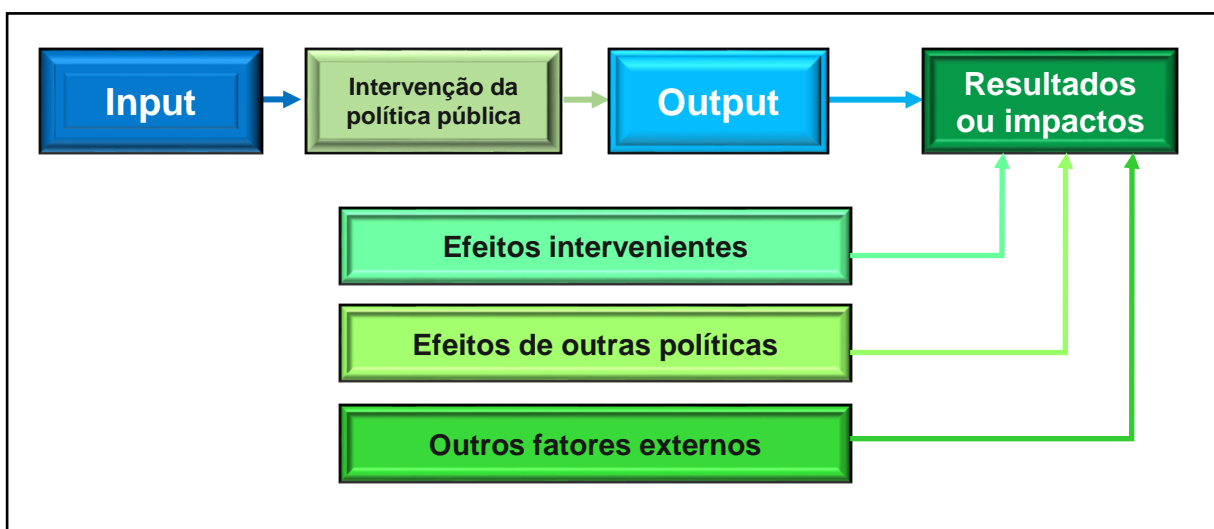 Input
Intervenção da
política pública
Output
Resultados
ou impactos
Efeitos intervenientes
Efeitos de outras políticas
Outros fatores externos